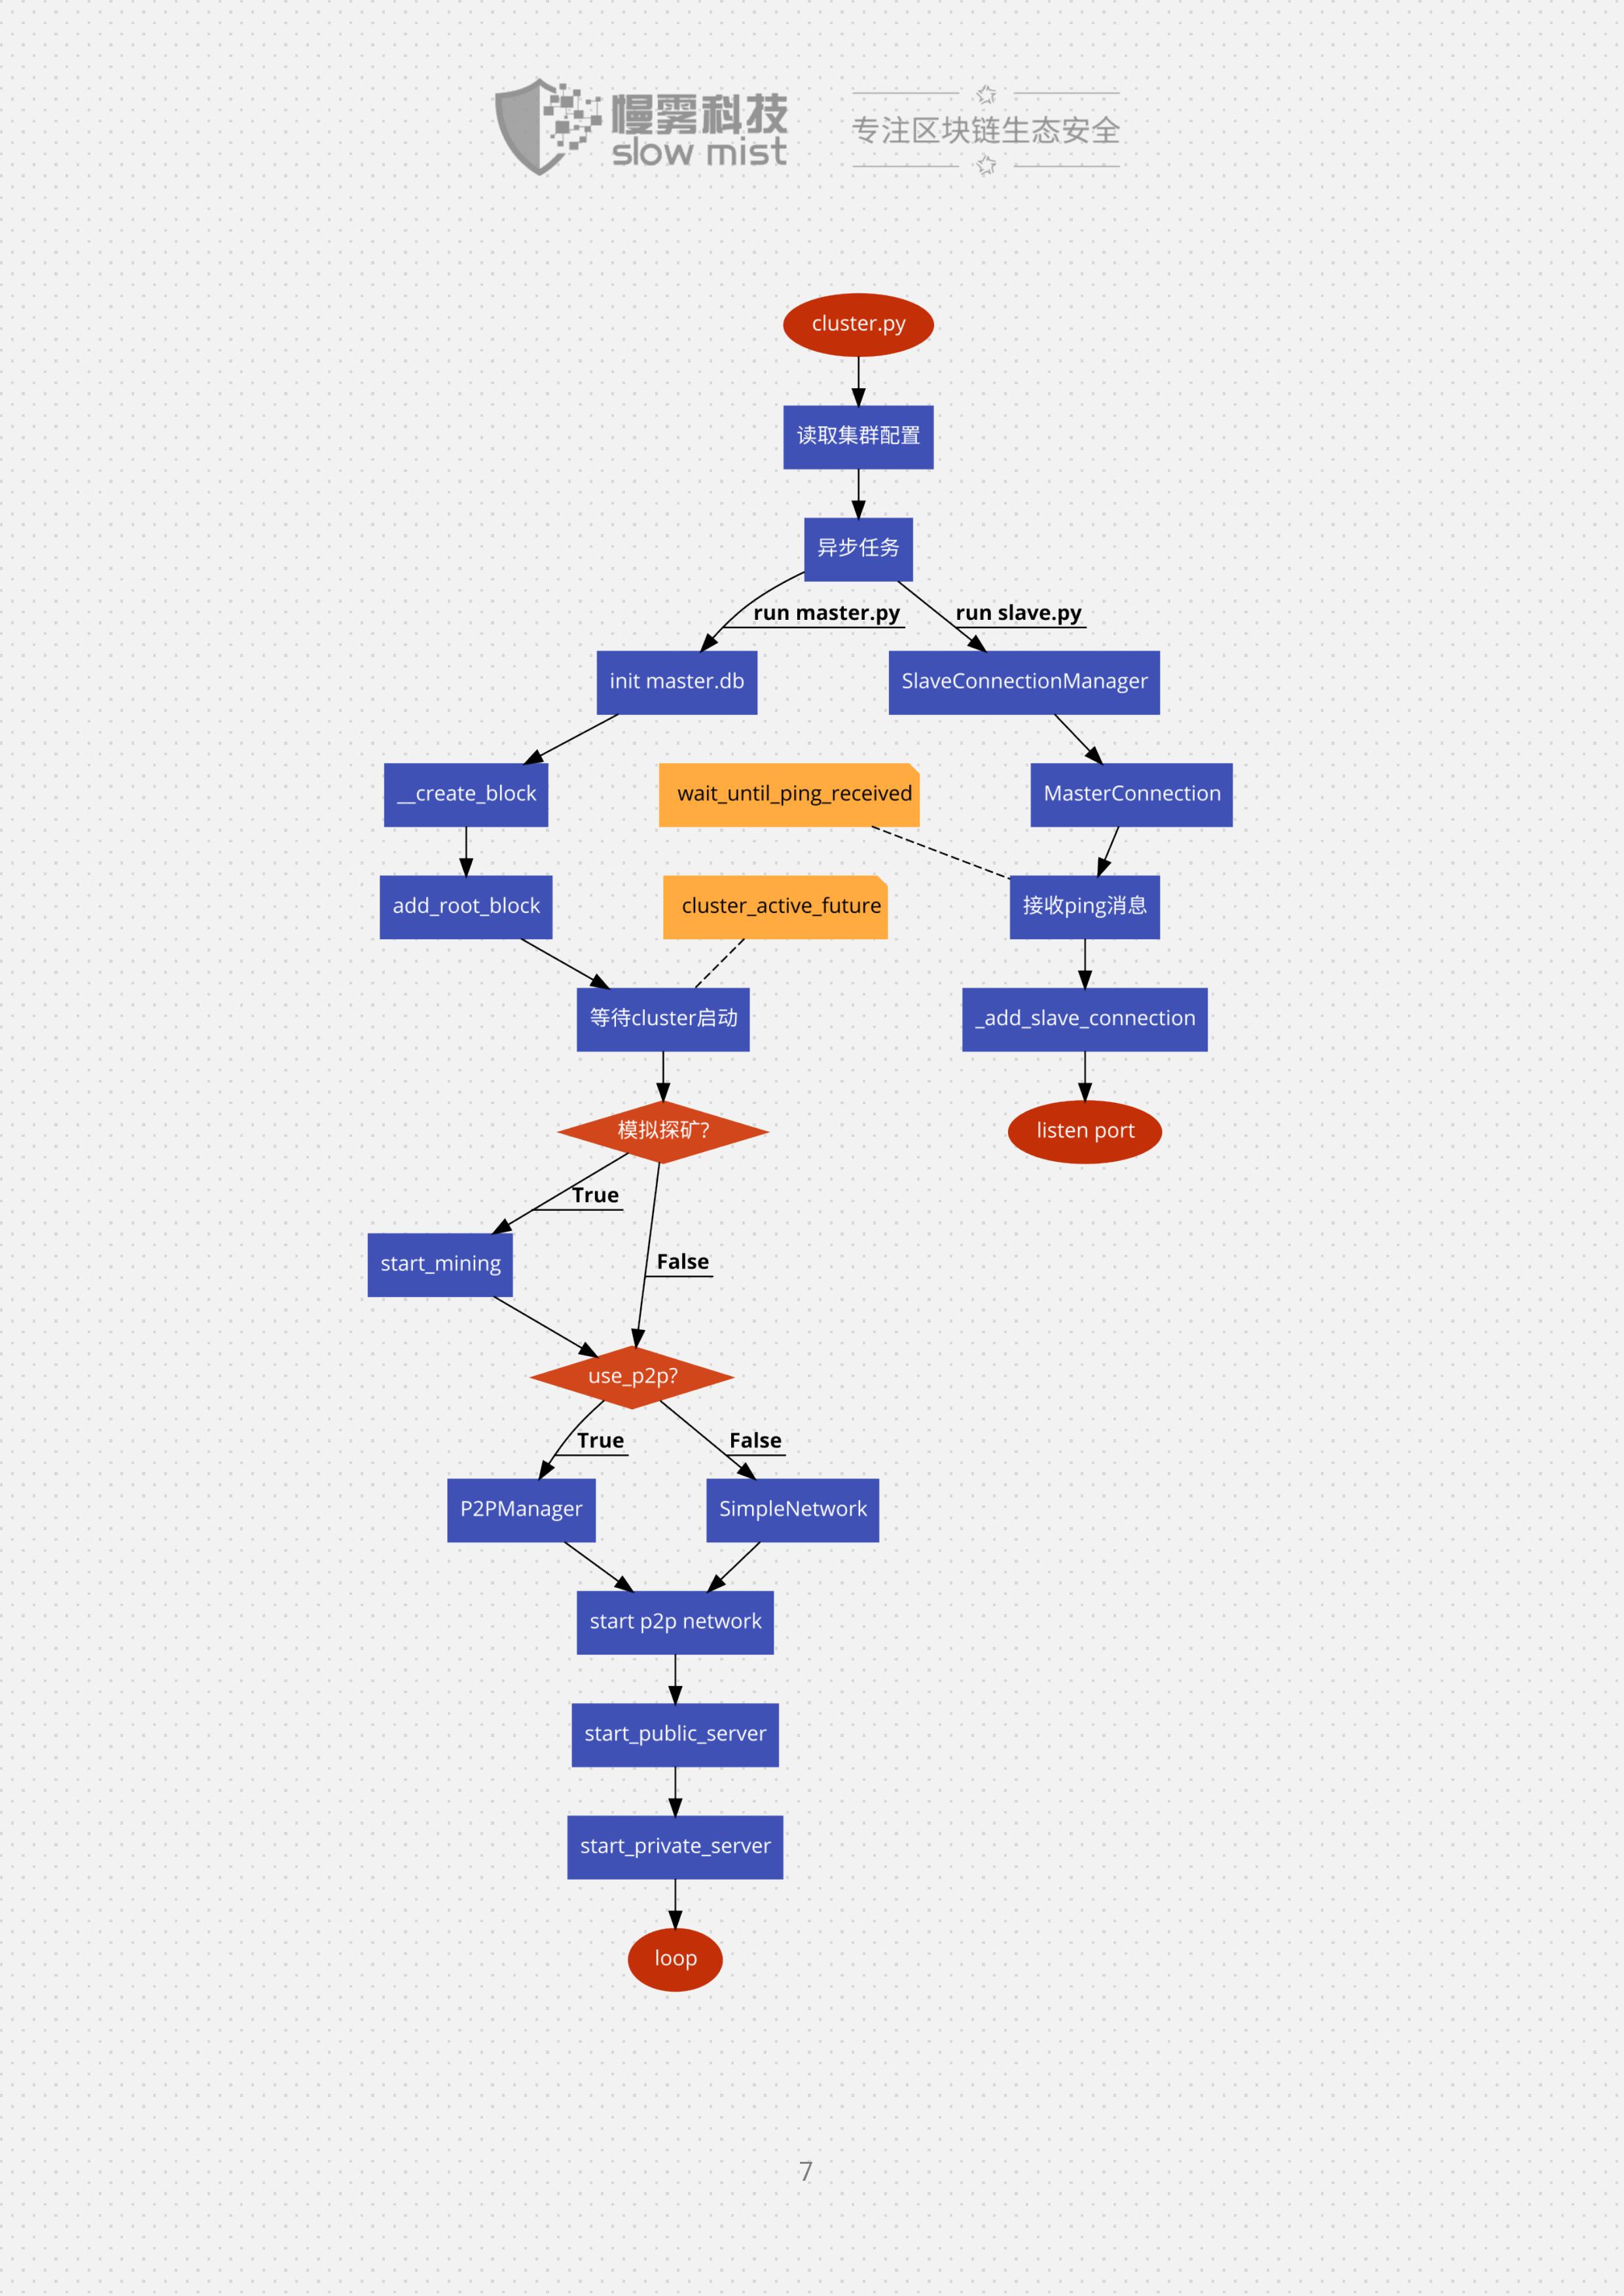 慢雾科技
slow mist
专注区块链生态安全
cluster.py
读取集群配置
异步任务
run master.py
run slave.py
init master.db
SlaveConnectionManager
__create_block
wait_until_ping_received
MasterConnection
add_root_block
cluster_active_future
接收ping消息
等待cluster启动
_add_slave_connection
模拟探矿?
listen port
True
start_mining
False
use_p2p?
True
False
P2PManager
SimpleNetwork
start p2p network
start_public_server
start_private_server
loop
7